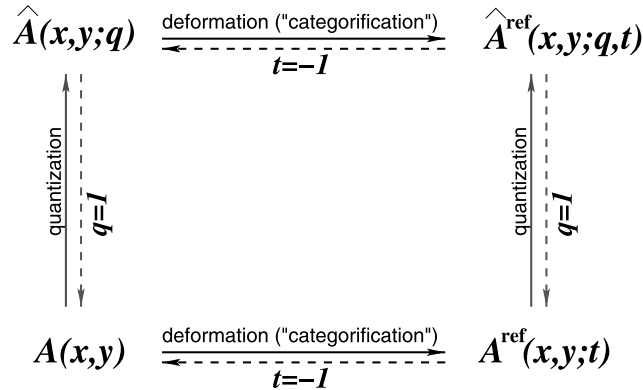 Â(x,y;q)
deformation ("categorification")
t=-1
Â^ref(x,y;q,t)
quantization
q=1
quantization
q=1
A(x,y)
deformation ("categorification")
t=-1
A^ref(x,y;t)